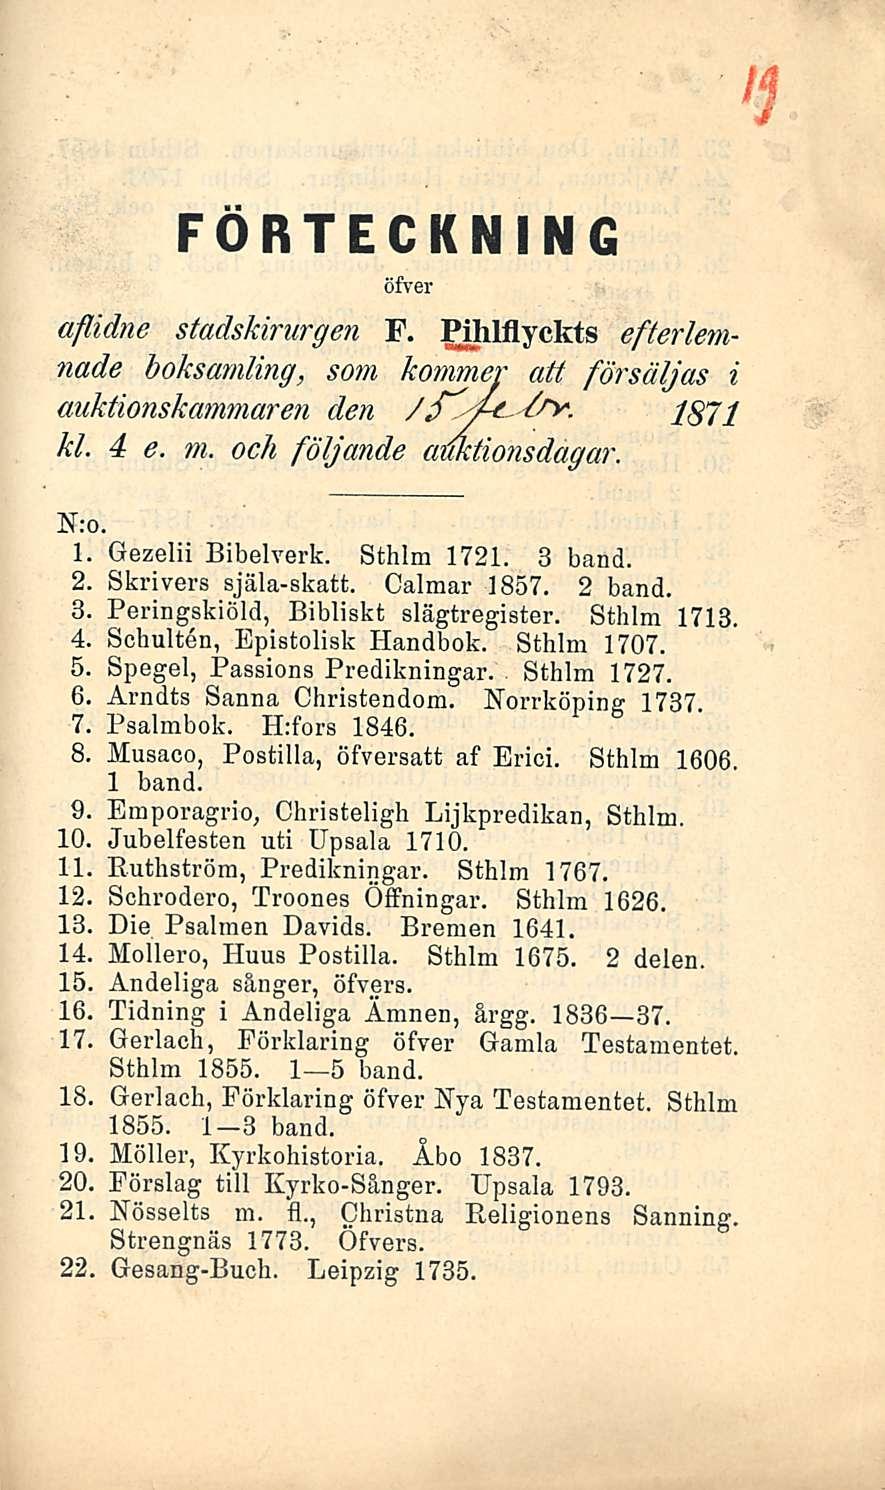 19
FÖRTECKNING
öfver
aflidne stadskirurgen F. Pihlflyckts efterlem-
nade boksamling, som kommer att försäljas i
auktionskammaren den 15 febr. 1871
kl. 4 e. m. och följande auktionsdagar.
N:o.
1. Gezelii Bibelverk. Sthlm 1721. 3 band.
2. Skrivers själa-skatt. Calmar 1857. 2 band.
3. Peringskiöld, Bibliskt slägtregister. Sthlm 1713.
4. Schultén, Epistolisk Handbok. Sthlm 1707.
5. Spegel, Passions Predikningar. Sthlm 1727.
6. Arndts Sanna Christendom. Norrköping 1737.
7. Psalmbok. H:fors 1846.
8. Musaco, Postilla, öfversatt af Erici. Sthlm 1606.
1 band.
9. Emporagrio, Christeligh Lijkpredikan, Sthlm.
10. Jubelfesten uti Upsala 1710.
11. Ruthström, Predikningar. Sthlm 1767.
12. Schrodero, Troones Öffningar. Sthlm 1626.
13. Die Psalmen Davids. Bremen 1641.
14. Mollero, Huus Postilla. Sthlm 1675. 2 delen.
15. Andeliga sånger, öfvers.
16. Tidning i Andeliga Ämnen, årgg. 1836—37.
17. Gerlach, Förklaring öfver Gamla Testamentet.
Sthlm 1855. 1—5 band.
18. Gerlach, Förklaring öfver Nya Testamentet. Sthlm
1855. 1—3 band.
19. Möller, Kyrkohistoria. Åbo 1837.
20. Förslag till Kyrko-Sånger. Upsala 1793.
21. Nösselts m. fl., Christna Religionens Sanning.
Strengnäs 1773. Öfvers.
22. Gesang-Buch. Leipzig 1735.